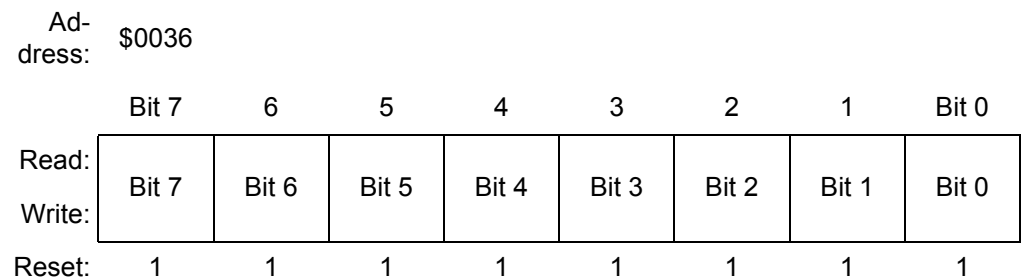 Ad-
dress: $0036
Bit 7 6 5 4 3 2 1 Bit 0
Read:
Bit 7 Bit 6 Bit 5 Bit 4 Bit 3 Bit 2 Bit 1 Bit 0
Write:
Reset: 1 1 1 1 1 1 1 1